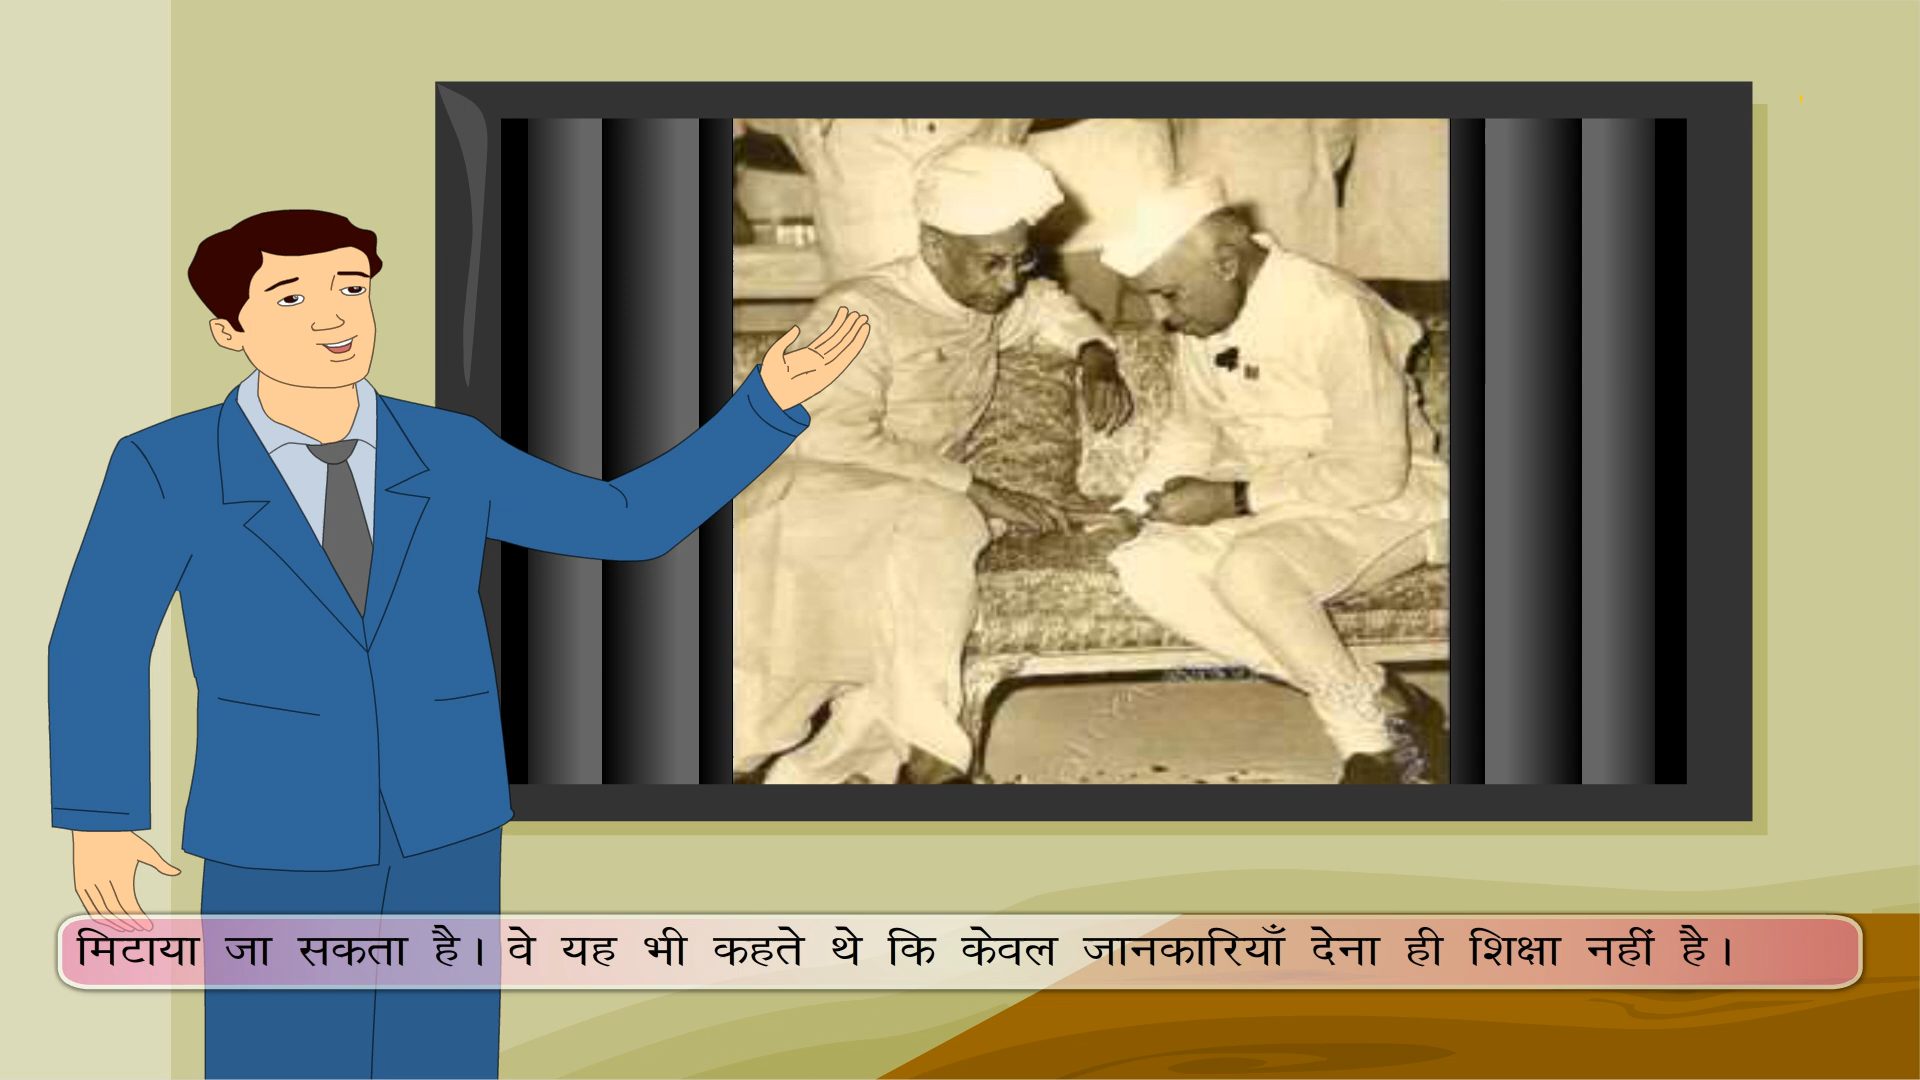 मिटाया जा सकता है। वे यह भी कहते थे कि केवल जानकारियाँ देना ही शिक्षा नहीं है।